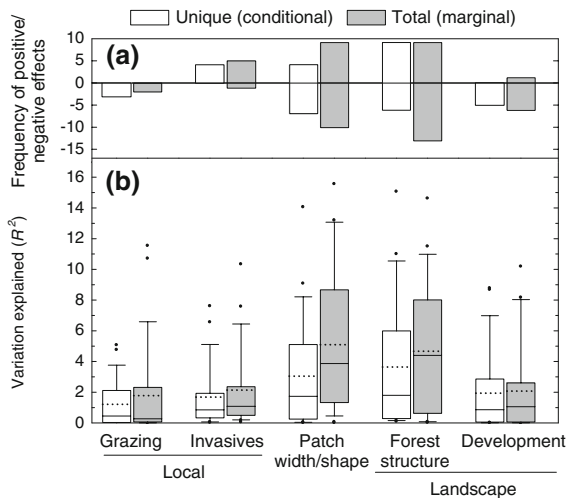 Unique (conditional) Total (marginal)
Frequency of positive/
negative effects
10
5
0
-5
-10
-15
(a)
Variation explained (R²)
16
14
12
10
8
6
4
2
0
(b)
Grazing Invasives Patch width/shape Forest structure Development
Local Landscape